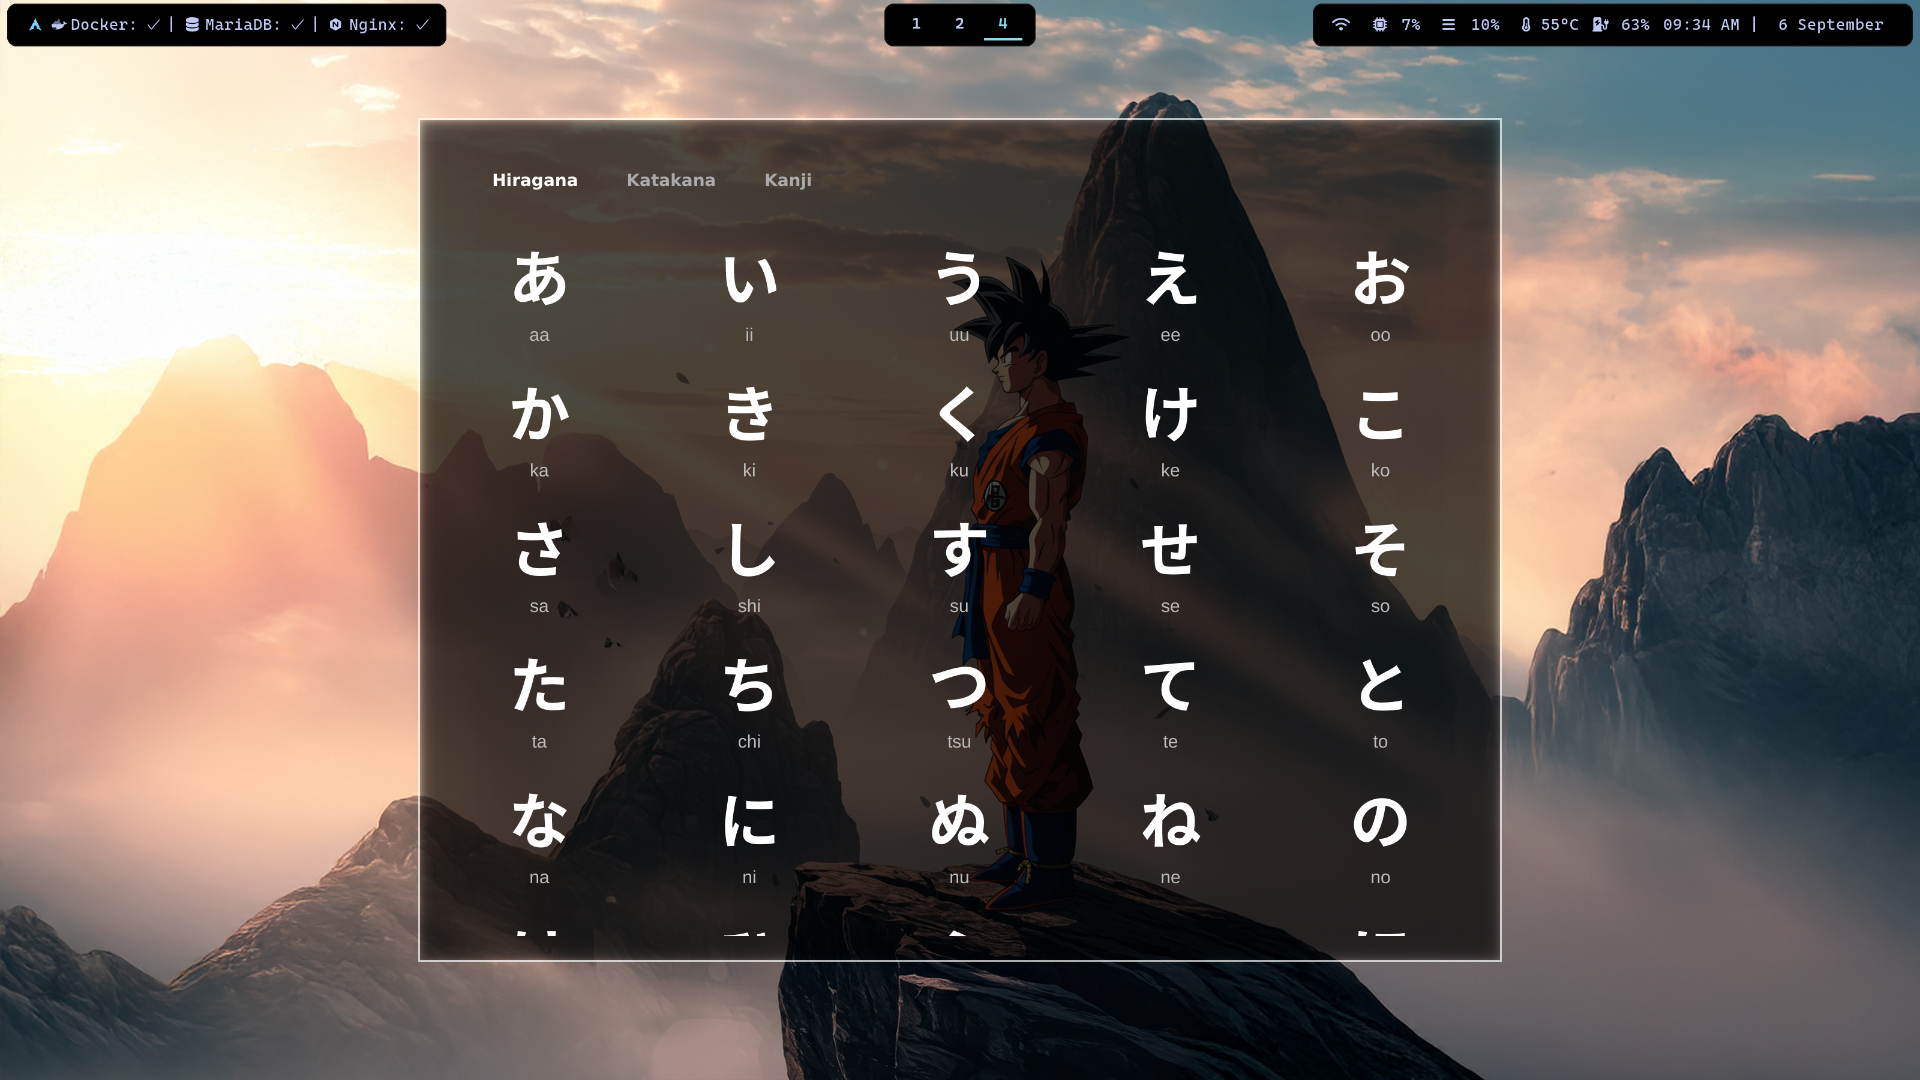 Docker: ✓ | MariaDB: ✓ | Nginx: ✓
1 2 4
7% 10% 55°C 63% 09:34 AM | 6 September
Hiragana Katakana Kanji
あ い う え お
aa ii uu ee oo
か き く け こ
ka ki ku ke ko
さ し す せ そ
sa shi su se so
た ち つ て と
ta chi tsu te to
な に ぬ ね の
na ni nu ne no